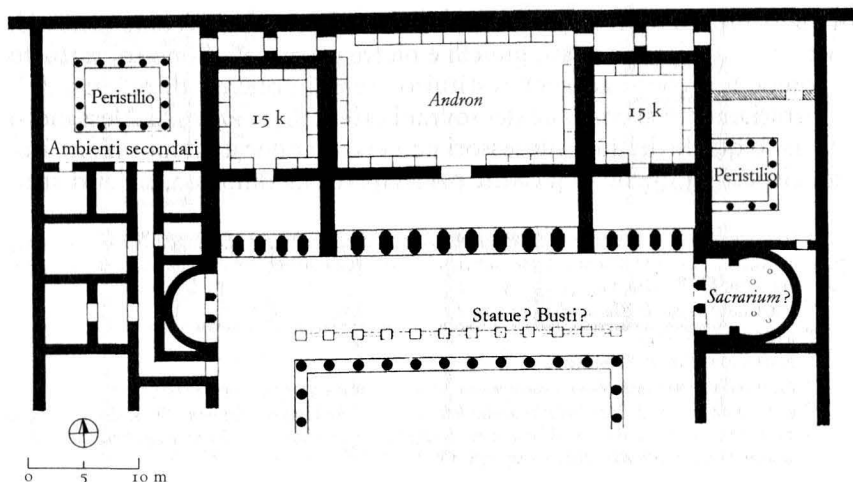 Peristilio
Ambienti secondari
15 k
Andron
15 k
Peristilio
Sacrarium?
Statue? Busti?
0 5 10 m